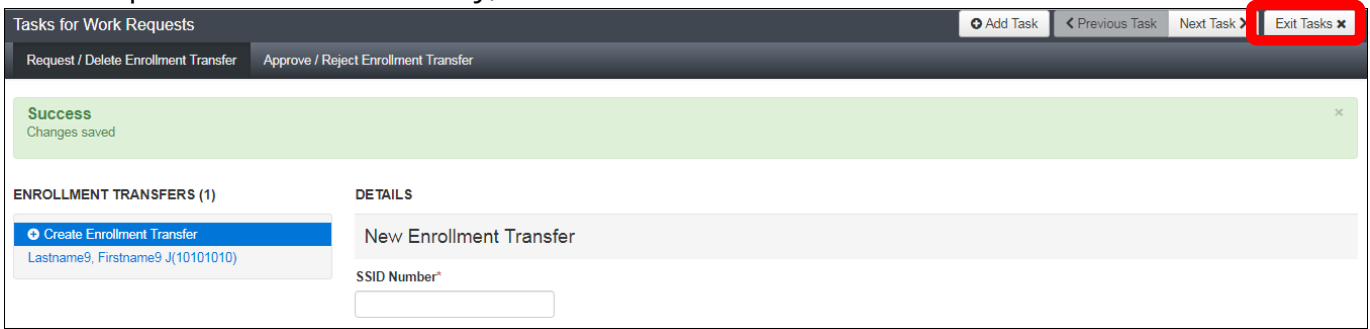 Tasks for Work Requests
Add Task
Previous Task
Next Task
Exit Tasks
Request / Delete Enrollment Transfer
Approve / Reject Enrollment Transfer
Success
Changes saved
ENROLLMENT TRANSFERS (1)
DETAILS
Create Enrollment Transfer
New Enrollment Transfer
Lastname9, Firstname9 J(10101010)
SSID Number*